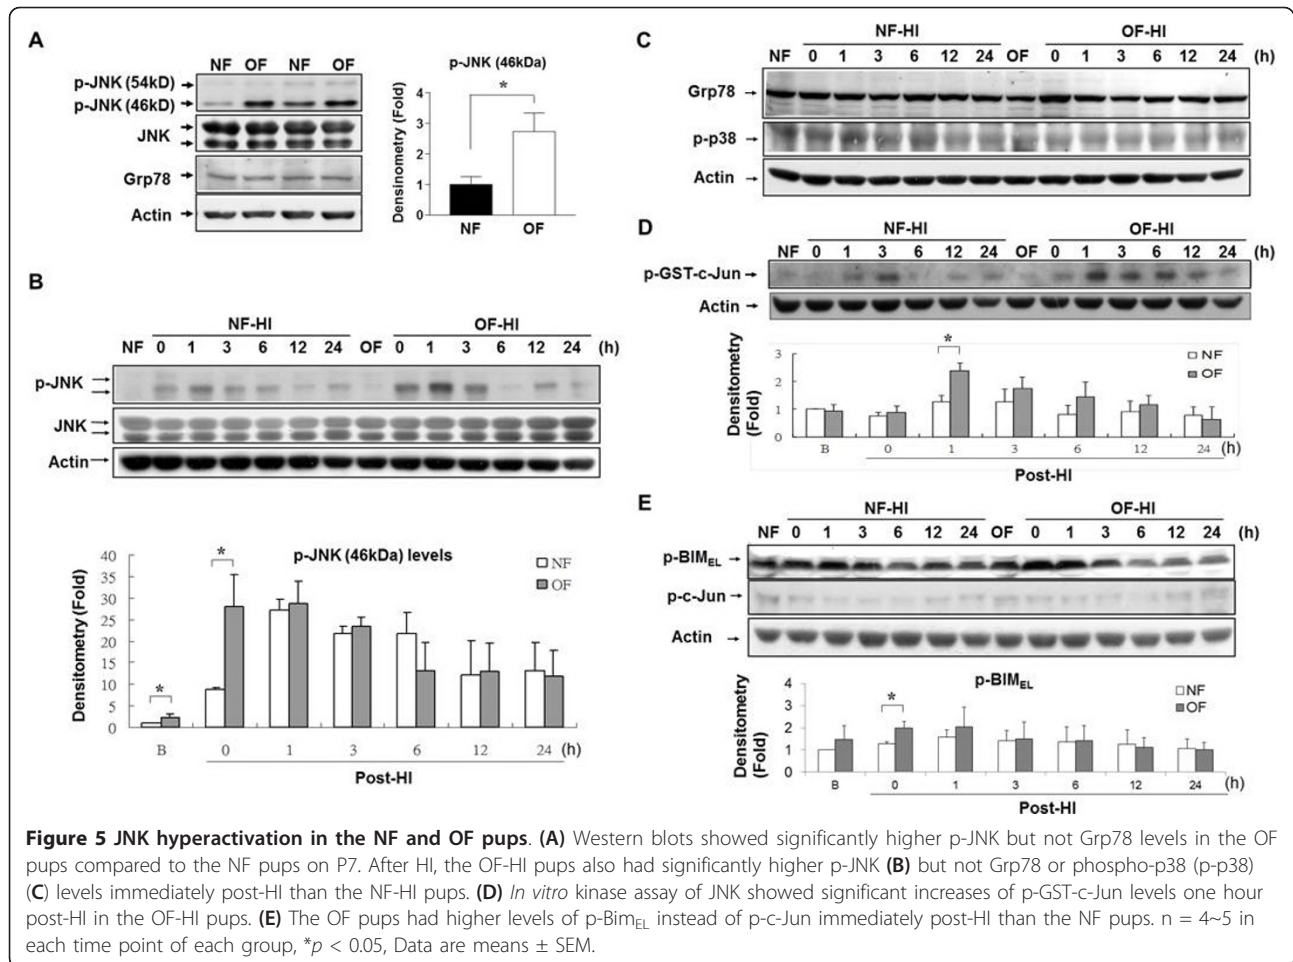 A
NF OF NF OF
p-JNK (54kD)
p-JNK (46kD)
JNK
Grp78
Actin
p-JNK (46kDa)
*
Densinometry (Fold)
4
3
2
1
0
NF OF
B
NF-HI OF-HI
NF 0 1 3 6 12 24 OF 0 1 3 6 12 24 (h)
p-JNK
JNK
Actin
p-JNK (46kDa) levels
NF
OF
*
*
Densitometry (Fold)
40
35
30
25
20
15
10
5
0
B 0 1 3 6 12 24 (h)
Post-HI
C
NF-HI OF-HI
NF 0 1 3 6 12 24 OF 0 1 3 6 12 24 (h)
Grp78
p-p38
Actin
D
NF-HI OF-HI
NF 0 1 3 6 12 24 OF 0 1 3 6 12 24 (h)
p-GST-c-Jun
Actin
*
NF
OF
Densitometry
(Fold)
3
2
1
0
B 0 1 3 6 12 24 (h)
Post-HI
E
NF-HI OF-HI
NF 0 1 3 6 12 24 OF 0 1 3 6 12 24 (h)
p-BIMEL
p-c-Jun
Actin
p-BIMEL
*
NF
OF
Densitometry
(Fold)
4
3
2
1
0
B 0 1 3 6 12 24 (h)
Post-HI
Figure 5 JNK hyperactivation in the NF and OF pups. (A) Western blots showed significantly higher p-JNK but not Grp78 levels in the OF
pups compared to the NF pups on P7. After HI, the OF-HI pups also had significantly higher p-JNK (B) but not Grp78 or phospho-p38 (p-p38)
(C) levels immediately post-HI than the NF-HI pups. (D) In vitro kinase assay of JNK showed significant increases of p-GST-c-Jun levels one hour
post-HI in the OF-HI pups. (E) The OF pups had higher levels of p-BimEL instead of p-c-Jun immediately post-HI than the NF pups. n = 4~5 in
each time point of each group, *p < 0.05, Data are means ± SEM.